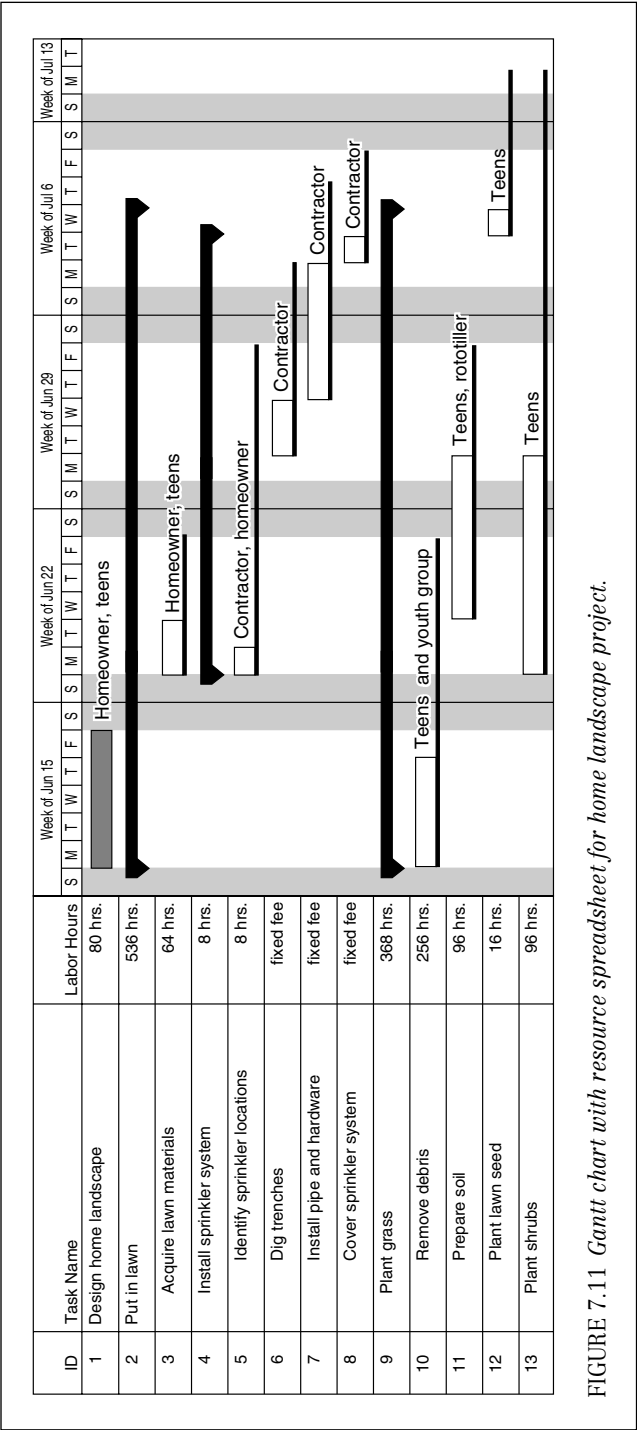 Week of Jun 15 Week of Jun 22 Week of Jun 29 Week of Jul 6 Week of Jul 13
ID Task Name Labor Hours S M T W T F S S M T W T F S S M T W T F S S M T W T F S S M T
1 Design home landscape 80 hrs. Homeowner, teens
2 Put in lawn 536 hrs.
3 Acquire lawn materials 64 hrs. Homeowner, teens
4 Install sprinkler system 8 hrs.
5 Identify sprinkler locations 8 hrs. Contractor, homeowner
6 Dig trenches fixed fee Contractor
7 Install pipe and hardware fixed fee Contractor
8 Cover sprinkler system fixed fee Contractor
9 Plant grass 368 hrs.
10 Remove debris 256 hrs. Teens and youth group
11 Prepare soil 96 hrs. Teens, rototiller
12 Plant lawn seed 16 hrs. Teens
13 Plant shrubs 96 hrs. Teens
FIGURE 7.11 Gantt chart with resource spreadsheet for home landscape project.